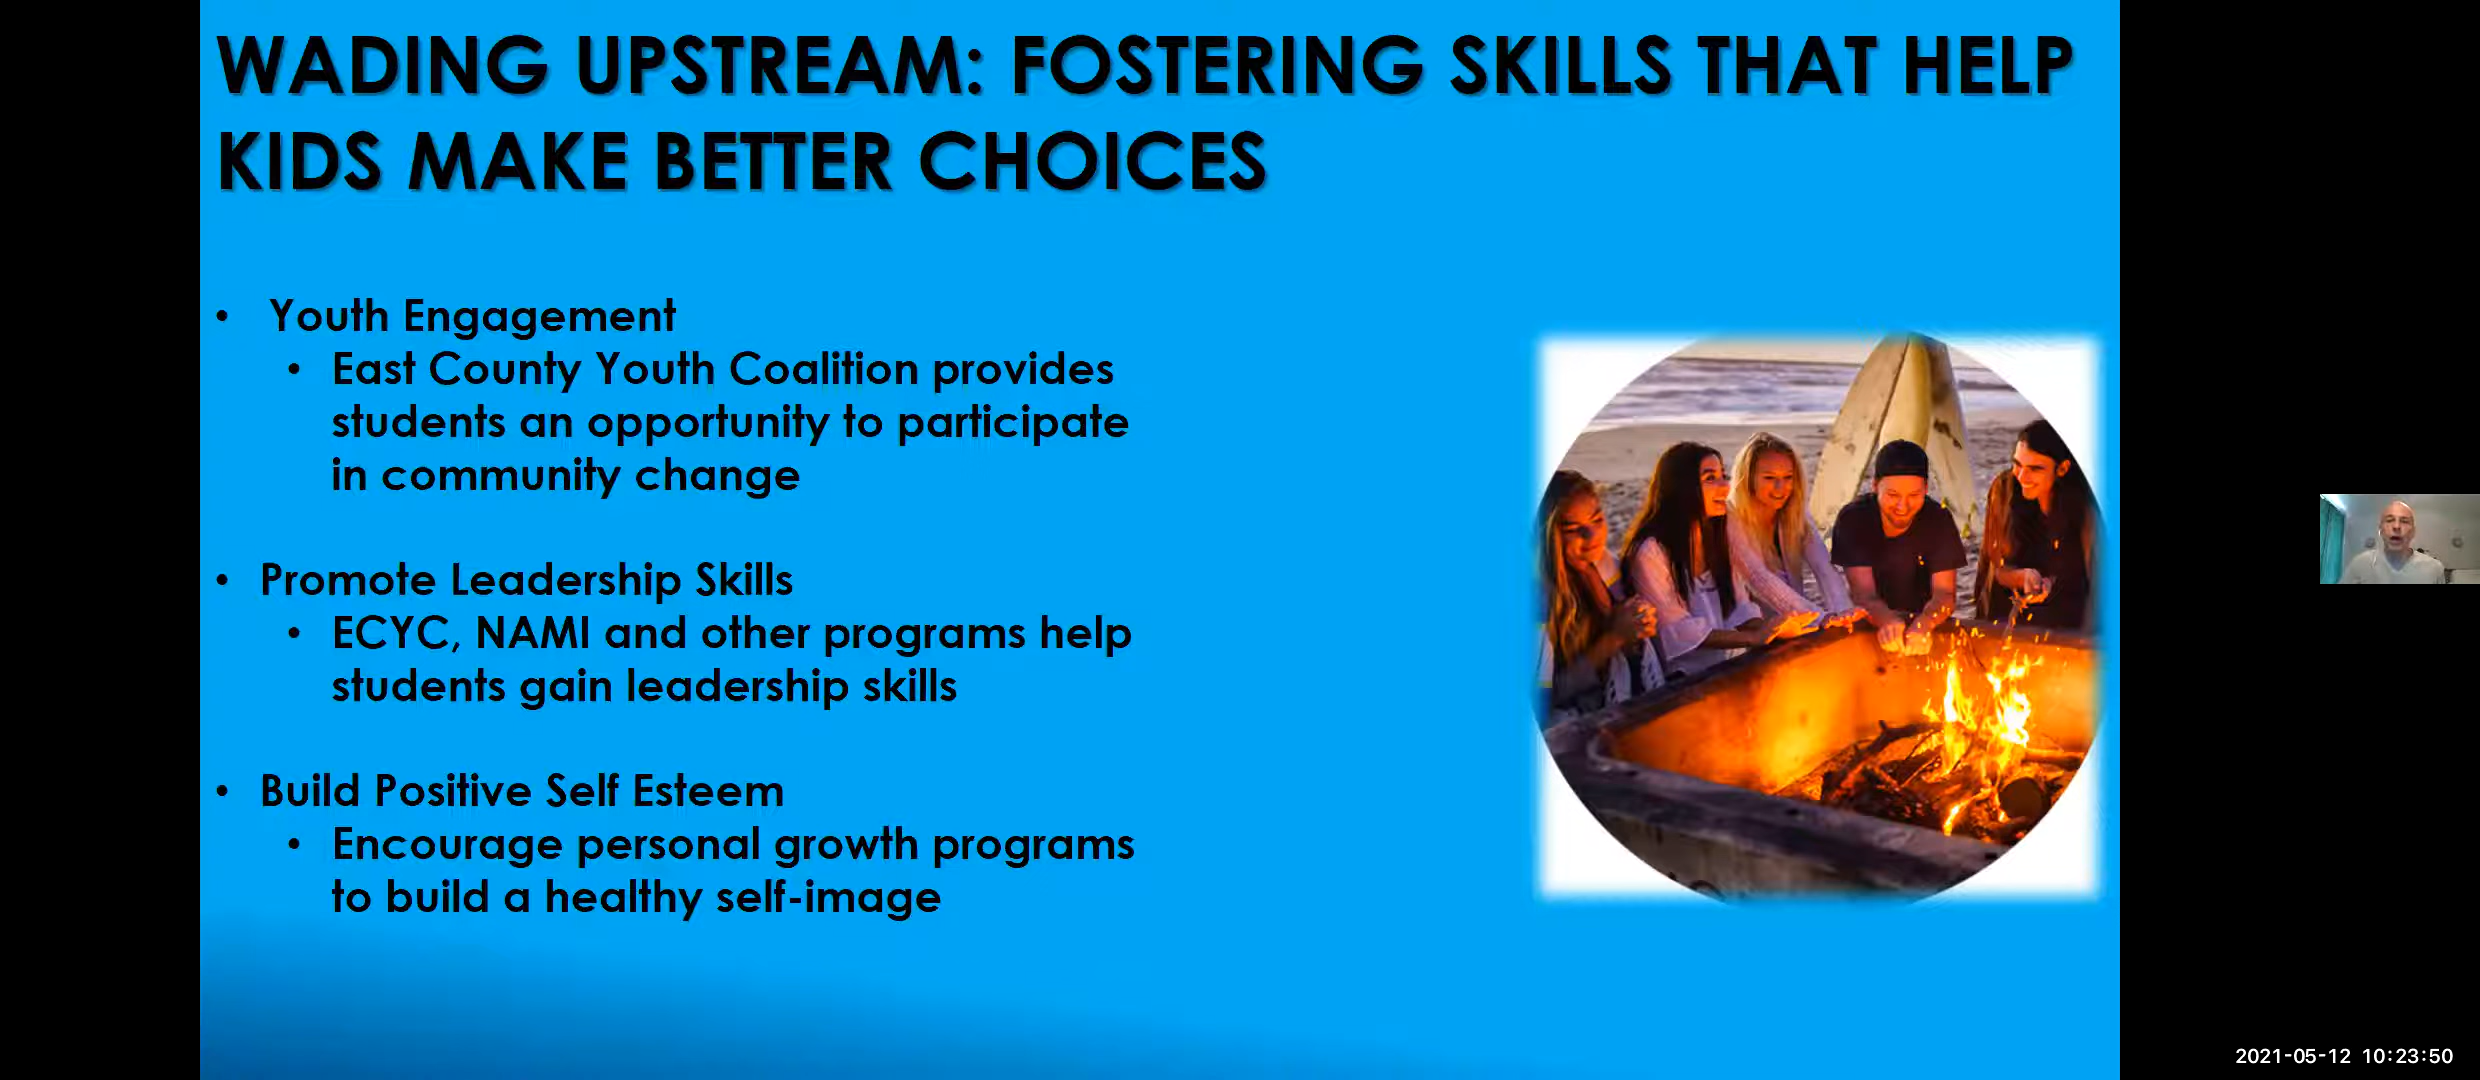 WADING UPSTREAM: FOSTERING SKILLS THAT HELP
KIDS MAKE BETTER CHOICES
• Youth Engagement
• East County Youth Coalition provides
students an opportunity to participate
in community change
• Promote Leadership Skills
• ECYC, NAMI and other programs help
students gain leadership skills
• Build Positive Self Esteem
• Encourage personal growth programs
to build a healthy self-image
2021-05-12 10:23:50